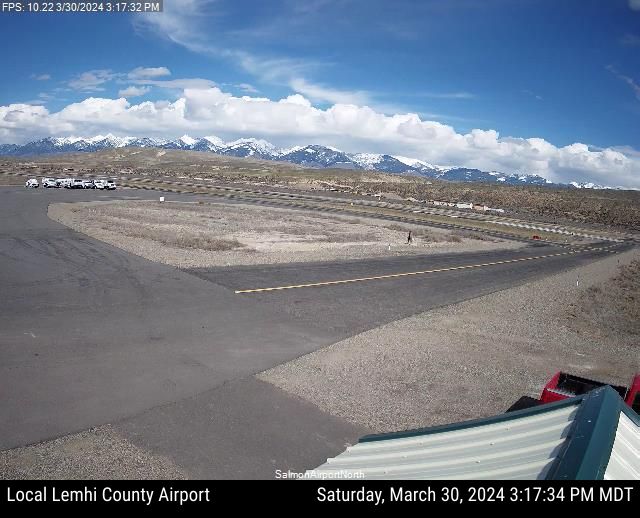 FPS: 10.22 3/30/2024 3:17:32 PM
SalmonAirportNorth
Local Lemhi County Airport Saturday, March 30, 2024 3:17:34 PM MDT